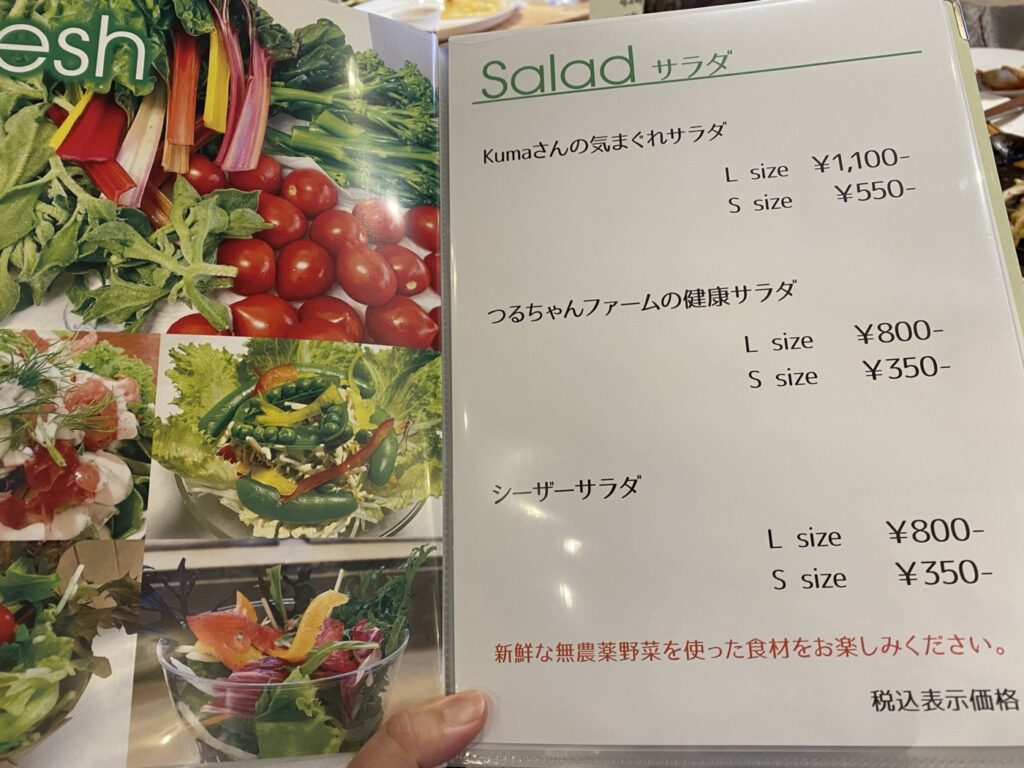 esh
Salad サラダ
Kumaさんの気まぐれサラダ
L size ¥1,100-
S size ¥550-
つるちゃんファームの健康サラダ
L size ¥800-
S size ¥350-
シーザーサラダ
L size ¥800-
S size ¥350-
新鮮な無農薬野菜を使った食材をお楽しみください。
税込表示価格